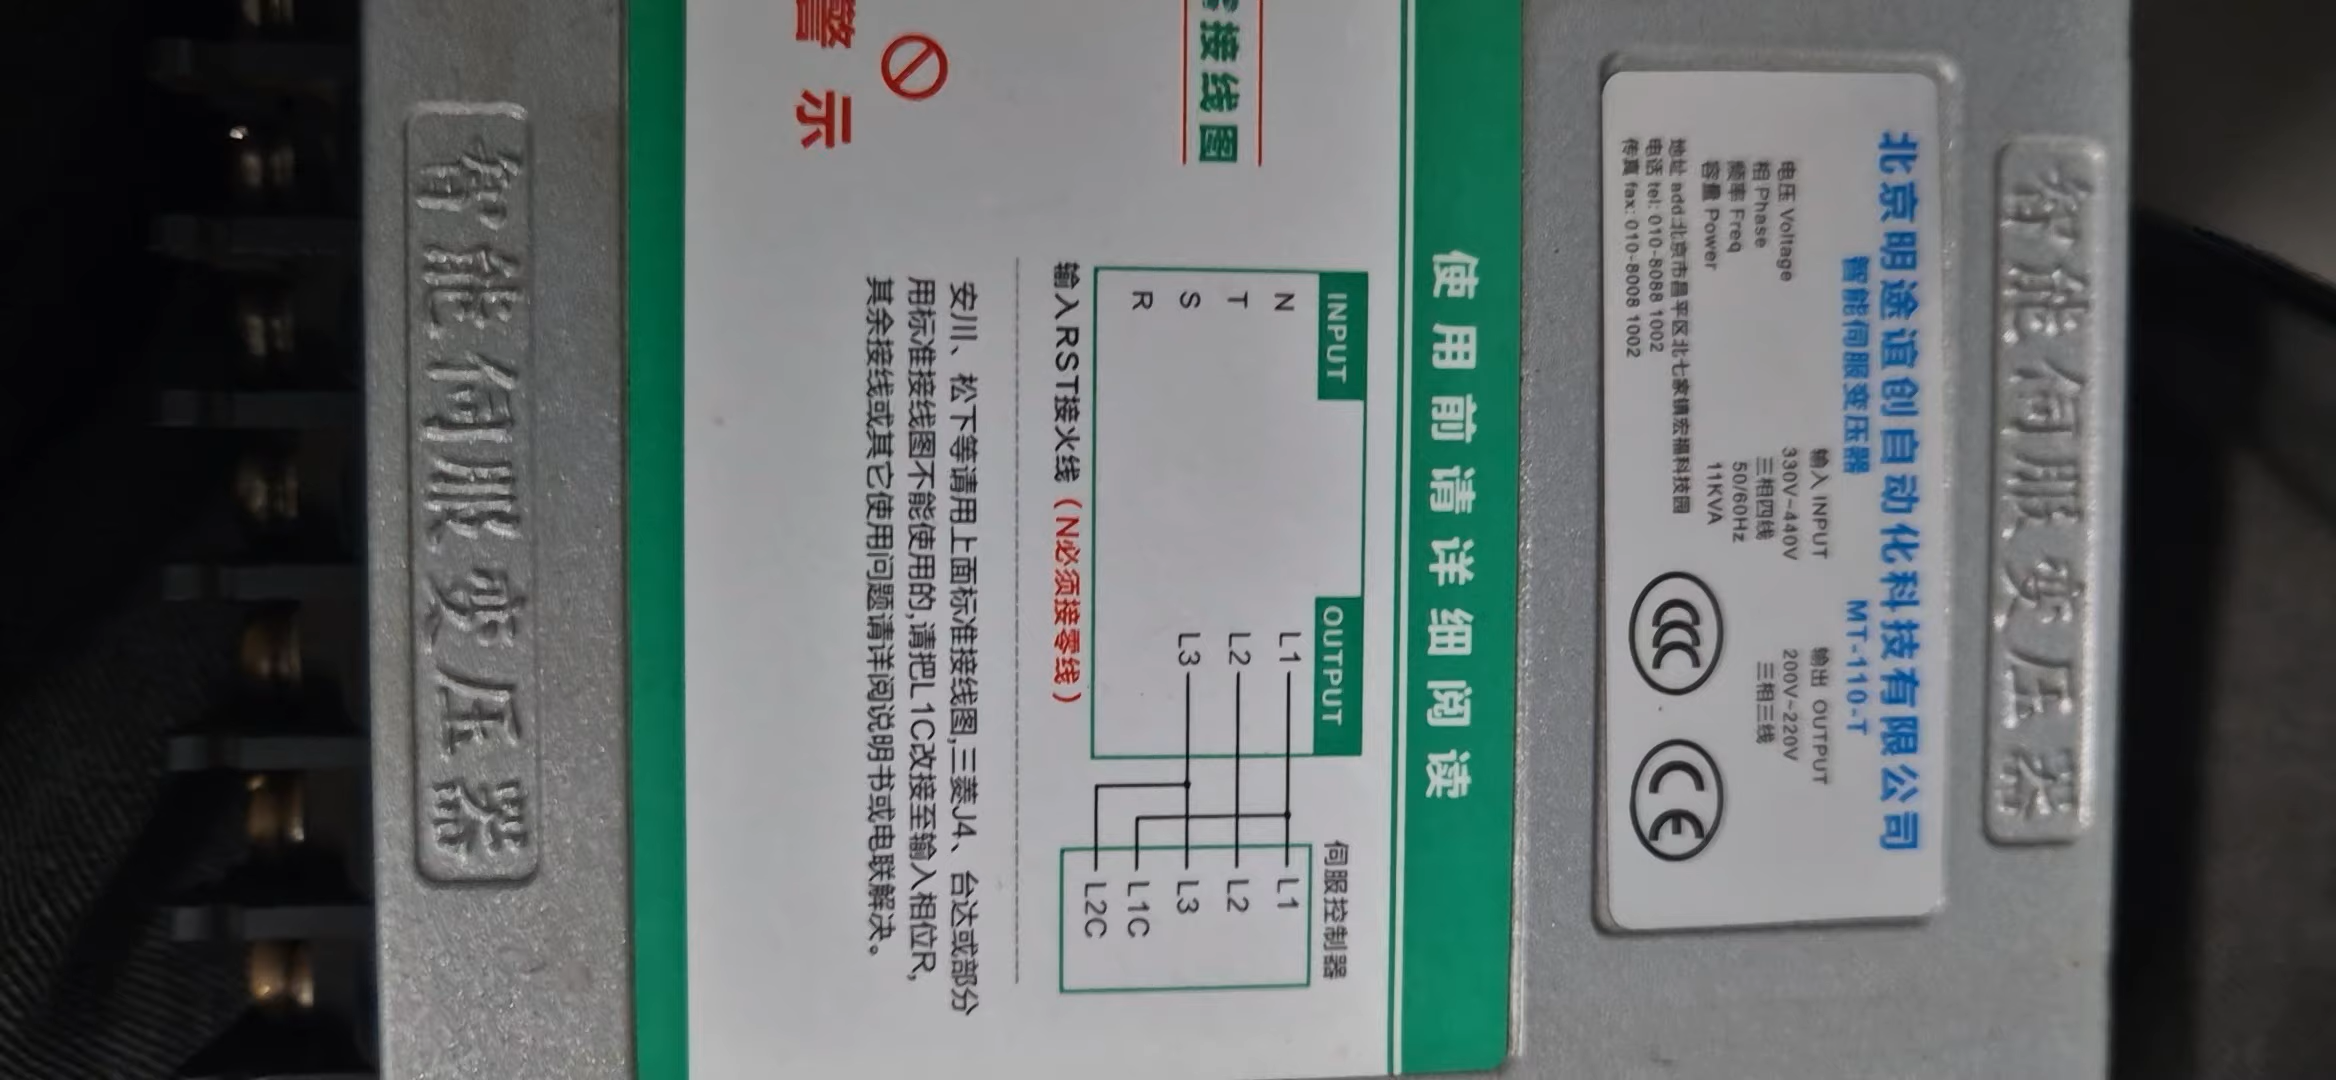 智能伺服变压器
北京明途谊创自动化科技有限公司
智能伺服变压器 MT-110-T
输入 INPUT 输出 OUTPUT
电压 Voltage 330V~440V 200V~220V
相 Phase 三相四线 三相三线
频率 Freq 50/60Hz
容量 Power 11KVA
地址 add:北京市昌平区北七家镇宏福科技园
电话 tel: 010-8088 1002
传真 fax: 010-8008 1002
使用前请详细阅读
接线图
INPUT OUTPUT 伺服控制器
N L1 L1
T L2 L2
S L3 L3
R L1C
L2C
输入RST接火线（N必须接零线）
警示
安川、松下等请用上面标准接线图,三菱J4、台达或部分
用标准接线图不能使用的,请把L1C改接至输入相位R,
其余接线或其它使用问题请详阅说明书或电联解决。
智能伺服变压器
CCC
CE